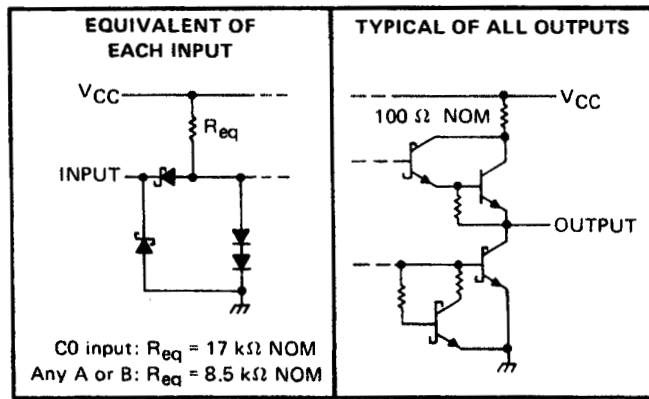 EQUIVALENT OF
EACH INPUT
VCC
Req
INPUT
C0 input: Req = 17 kΩ NOM
Any A or B: Req = 8.5 kΩ NOM
TYPICAL OF ALL OUTPUTS
VCC
100 Ω NOM
OUTPUT